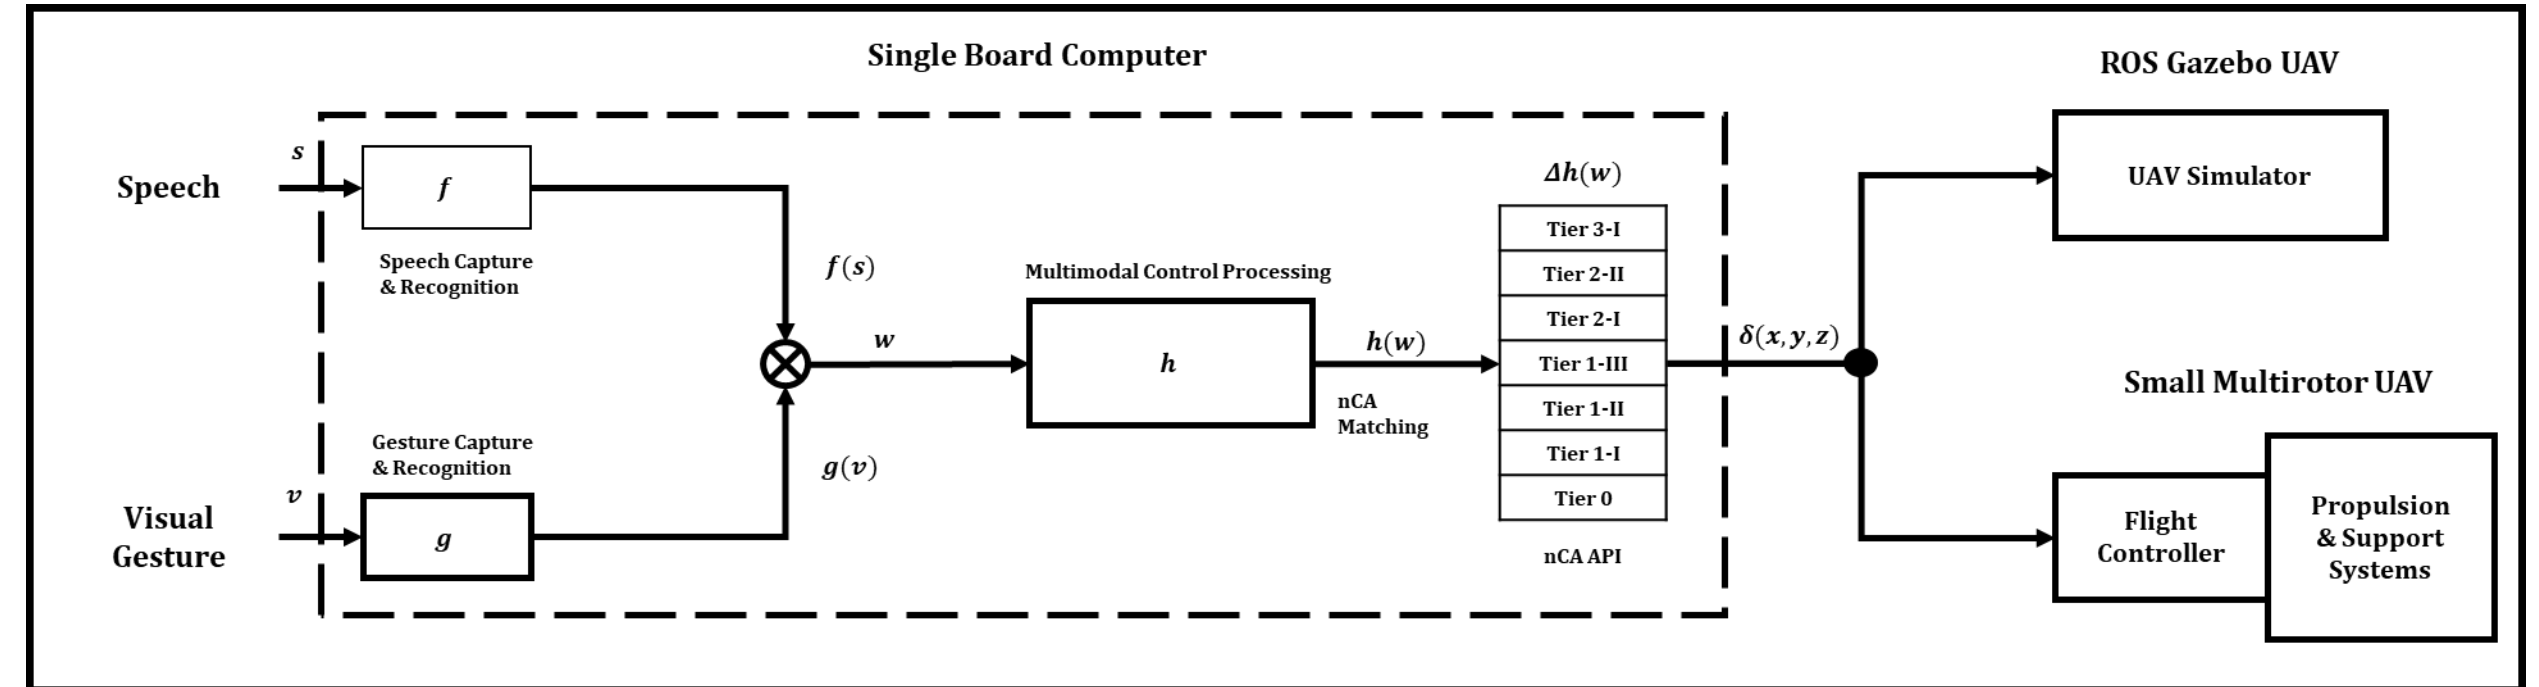 Single Board Computer
ROS Gazebo UAV
s
Speech
f
Speech Capture
& Recognition
f(s)
Gesture Capture
& Recognition
v
Visual
Gesture
g
g(v)
w
Multimodal Control Processing
h
h(w)
nCA
Matching
Δh(w)
Tier 3-I
Tier 2-II
Tier 2-I
Tier 1-III
Tier 1-II
Tier 1-I
Tier 0
nCA API
δ(x, y, z)
UAV Simulator
Small Multirotor UAV
Flight
Controller
Propulsion
& Support
Systems